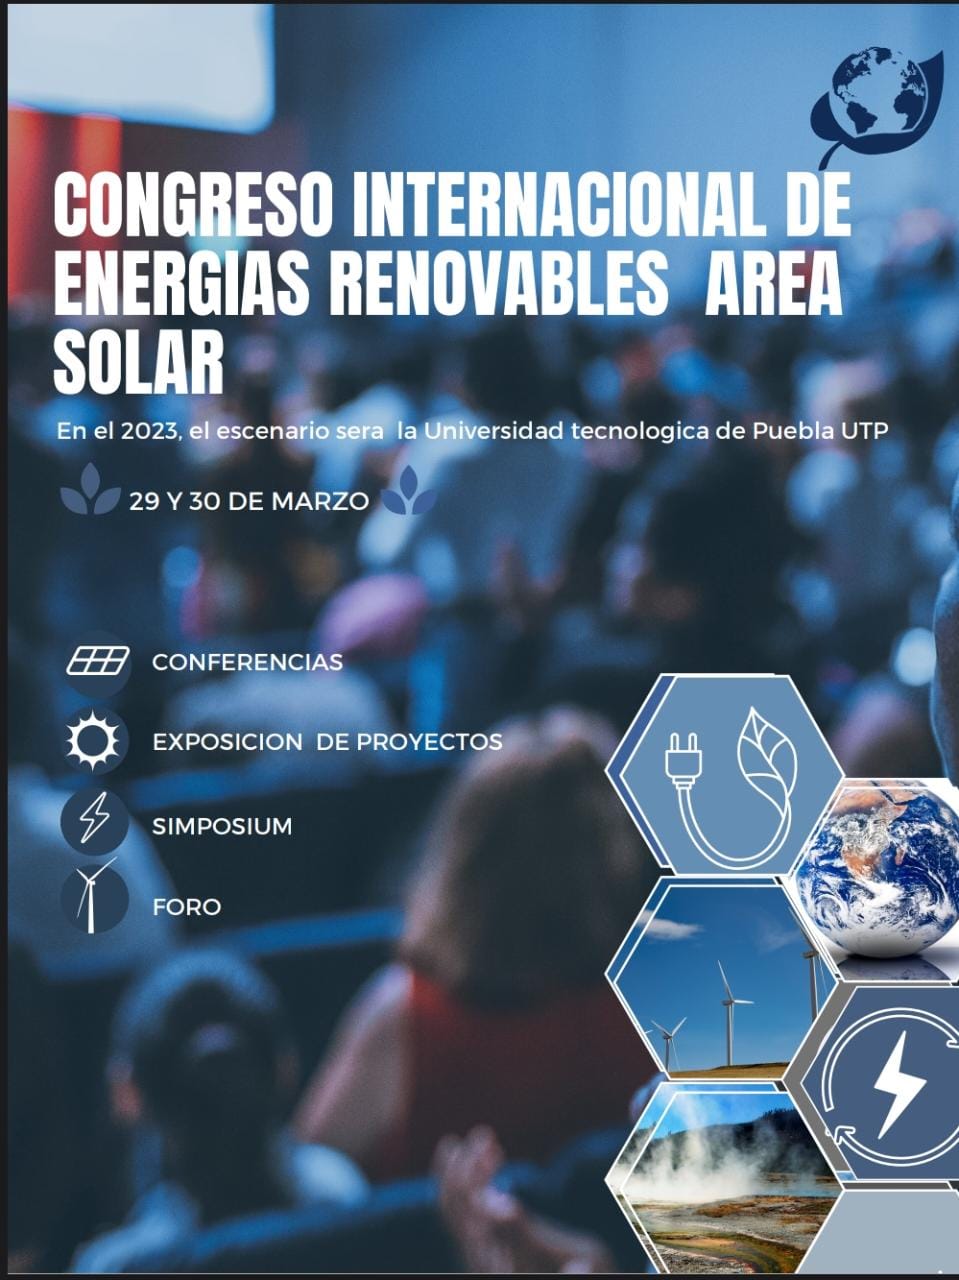 CONGRESO INTERNACIONAL DE
ENERGIAS RENOVABLES AREA
SOLAR
En el 2023, el escenario sera la Universidad tecnologica de Puebla UTP
29 Y 30 DE MARZO
CONFERENCIAS
EXPOSICION DE PROYECTOS
SIMPOSIUM
FORO